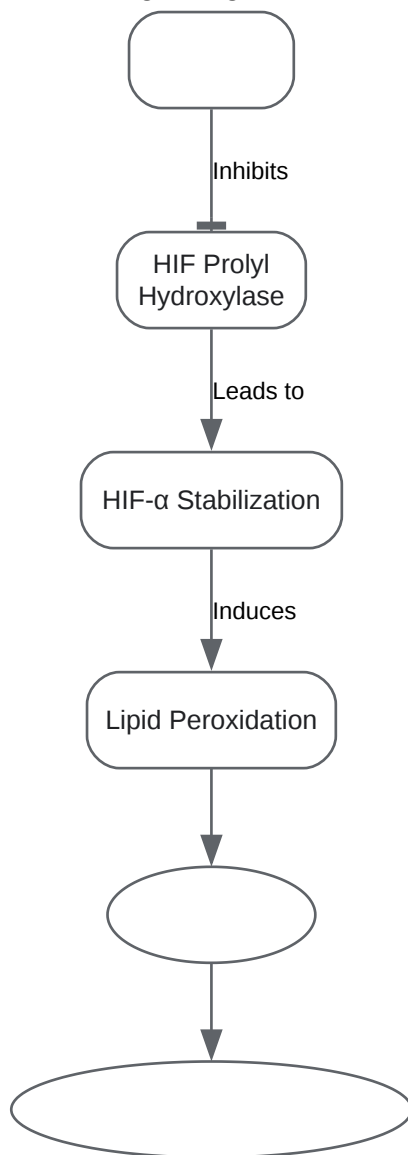 Inhibits
HIF Prolyl
Hydroxylase
Leads to
HIF-α Stabilization
Induces
Lipid Peroxidation